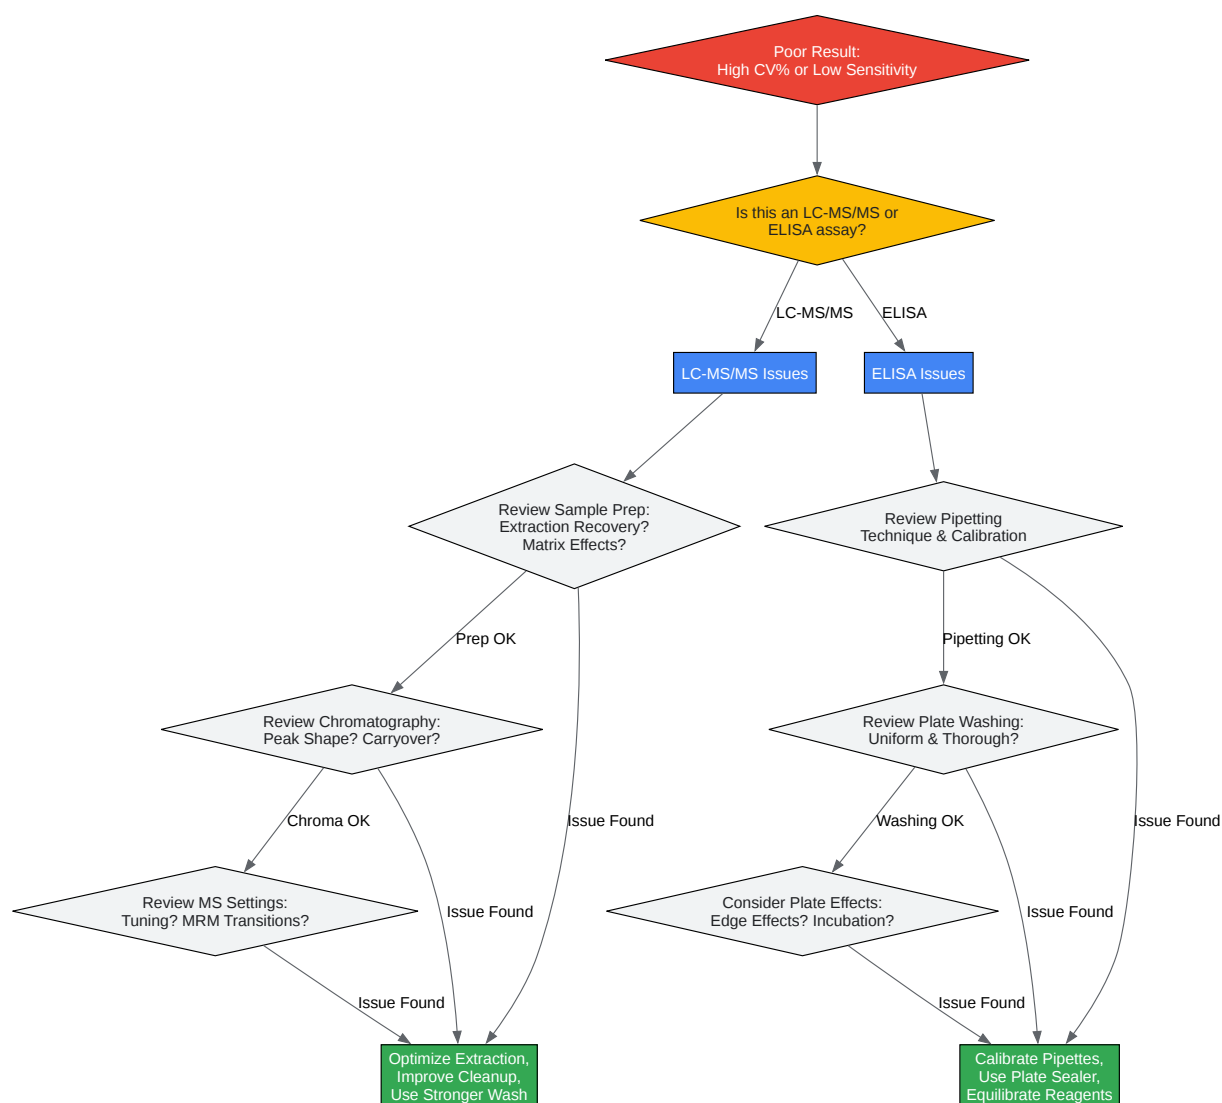 Poor Result:
High CV% or Low Sensitivity
Is this an LC-MS/MS or
ELISA assay?
LC-MS/MS
ELISA
LC-MS/MS Issues
ELISA Issues
Review Sample Prep:
Extraction Recovery?
Matrix Effects?
Review Pipetting
Technique & Calibration
Prep OK
Pipetting OK
Review Chromatography:
Peak Shape? Carryover?
Review Plate Washing:
Uniform & Thorough?
Chroma OK
Issue Found
Washing OK
Issue Found
Review MS Settings:
Tuning? MRM Transitions?
Issue Found
Consider Plate Effects:
Edge Effects? Incubation?
Issue Found
Issue Found
Issue Found
Optimize Extraction,
Improve Cleanup,
Use Stronger Wash
Calibrate Pipettes,
Use Plate Sealer,
Equilibrate Reagents